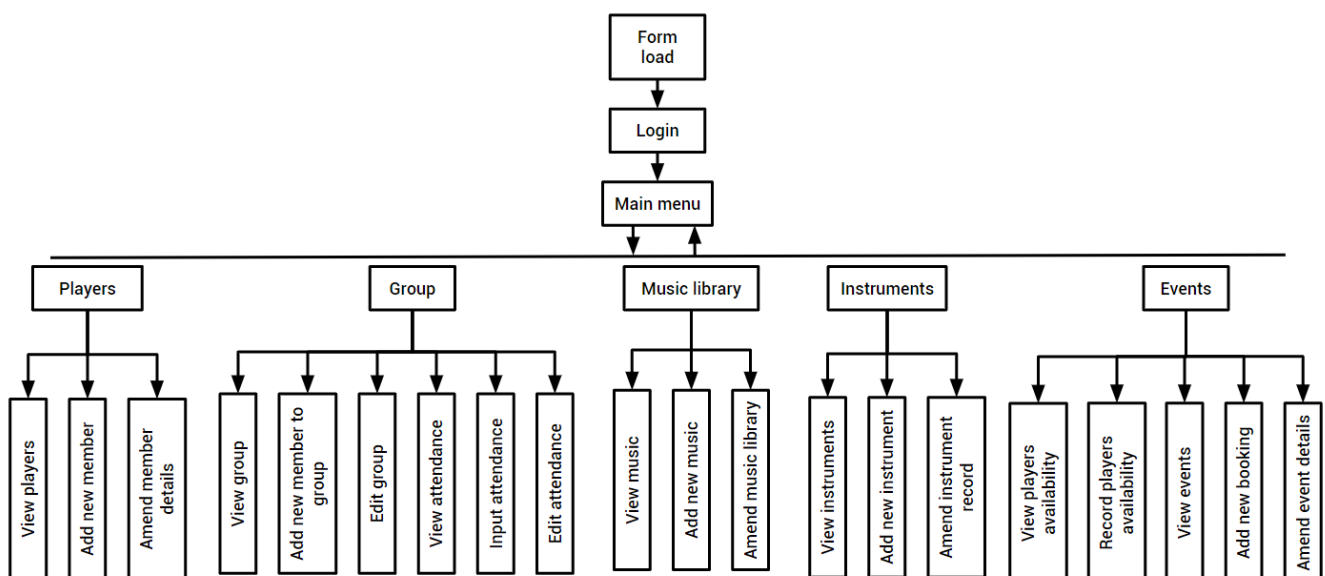 Form
load
Login
Main menu
Players
Group
Music library
Instruments
Events
View players
Add new member
Amend member
details
View group
Add new member to
group
Edit group
View attendance
Input attendance
Edit attendance
View music
Add new music
Amend music library
View instruments
Add new instrument
Amend instrument
record
View players
availability
Record players
availability
View events
Add new booking
Amend event details